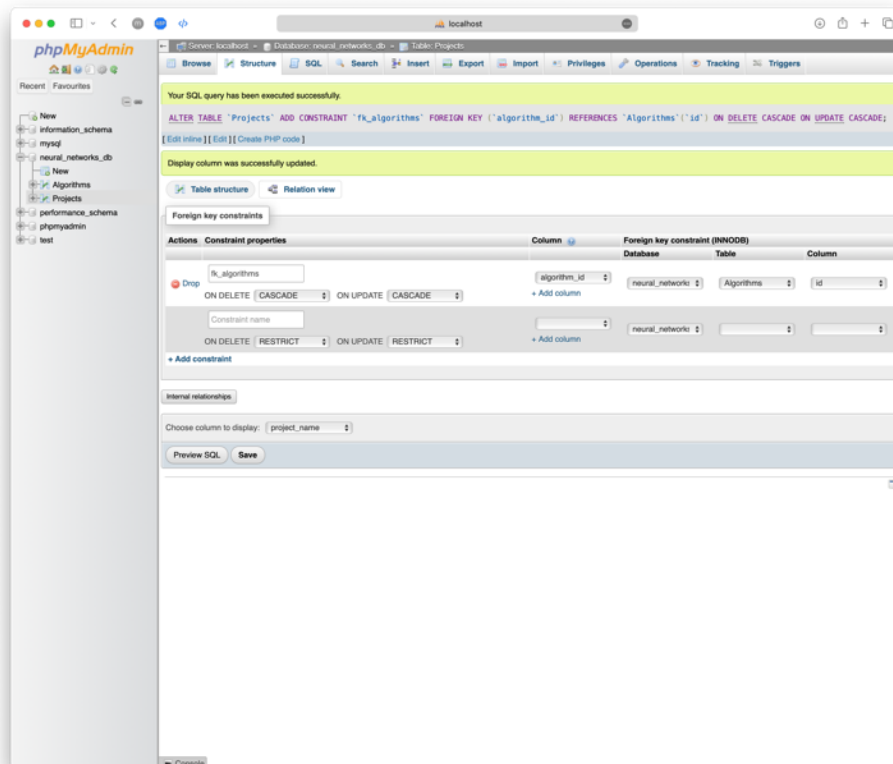 localhost
phpMyAdmin
Recent Favourites
New
information_schema
mysql
neural_networks_db
New
Algorithms
Projects
performance_schema
phpmyadmin
test
Server: localhost » Database: neural_networks_db » Table: Projects
Browse Structure SQL Search Insert Export Import Privileges Operations Tracking Triggers
Your SQL query has been executed successfully.
ALTER TABLE `Projects` ADD CONSTRAINT `fk_algorithms` FOREIGN KEY (`algorithm_id`) REFERENCES `Algorithms`(`id`) ON DELETE CASCADE ON UPDATE CASCADE;
[ Edit inline ] [ Edit ] [ Create PHP code ]
Display column was successfully updated.
Table structure Relation view
Foreign key constraints
Actions Constraint properties Column Foreign key constraint (INNODB)
Database Table Column
Drop fk_algorithms algorithm_id neural_networks Algorithms id
ON DELETE CASCADE ON UPDATE CASCADE + Add column
Constraint name neural_networks
ON DELETE RESTRICT ON UPDATE RESTRICT + Add column
+ Add constraint
Internal relationships
Choose column to display: project_name
Preview SQL Save
Console